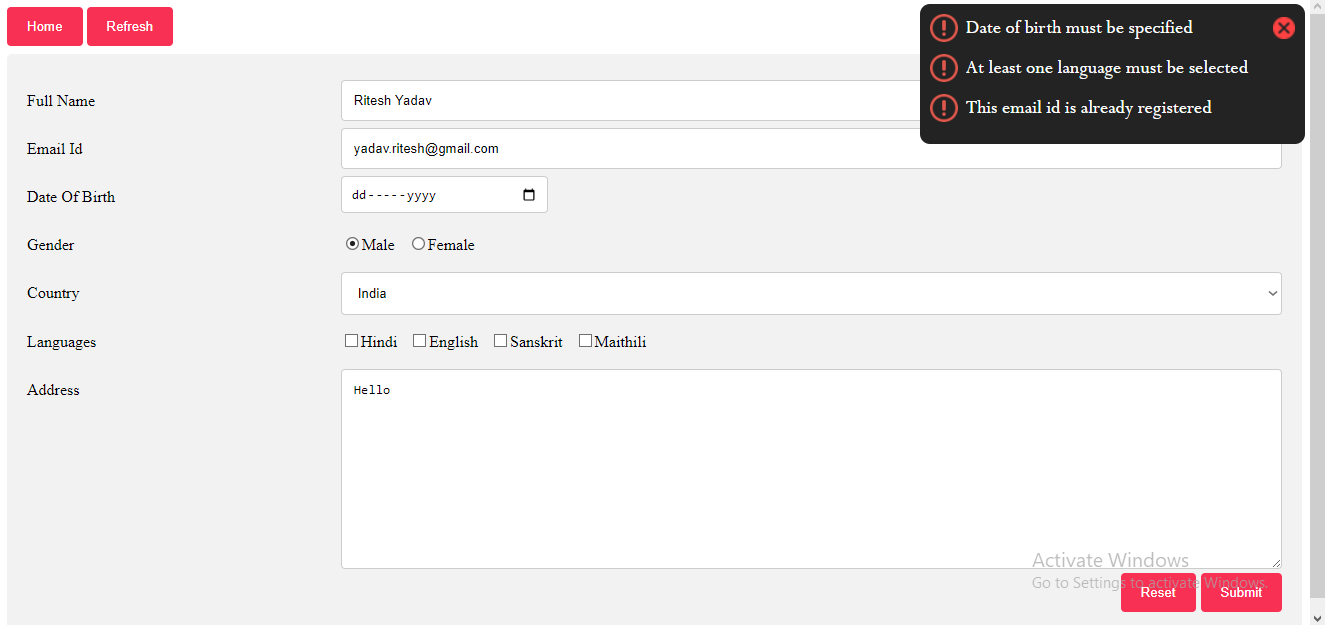 Home Refresh
Date of birth must be specified
At least one language must be selected
This email id is already registered
Full Name Ritesh Yadav
Email Id yadav.ritesh@gmail.com
Date Of Birth dd-----yyyy
Gender Male Female
Country India
Languages Hindi English Sanskrit Maithili
Address Hello
Activate Windows
Go to Settings to activate Windows.
Reset Submit